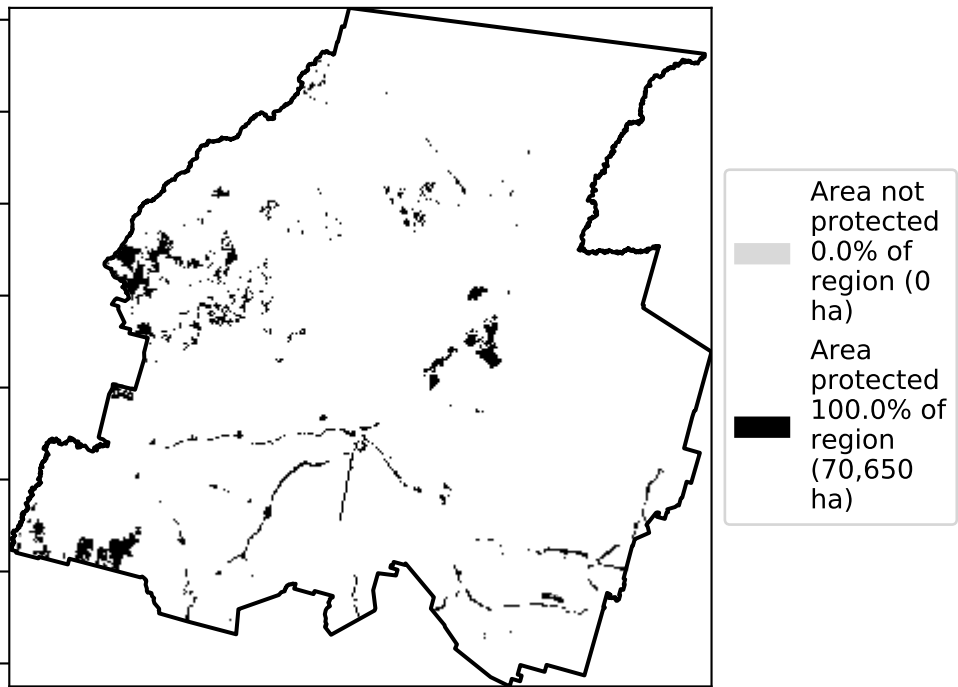 Area not
protected
0.0% of
region (0
ha)
Area
protected
100.0% of
region
(70,650
ha)